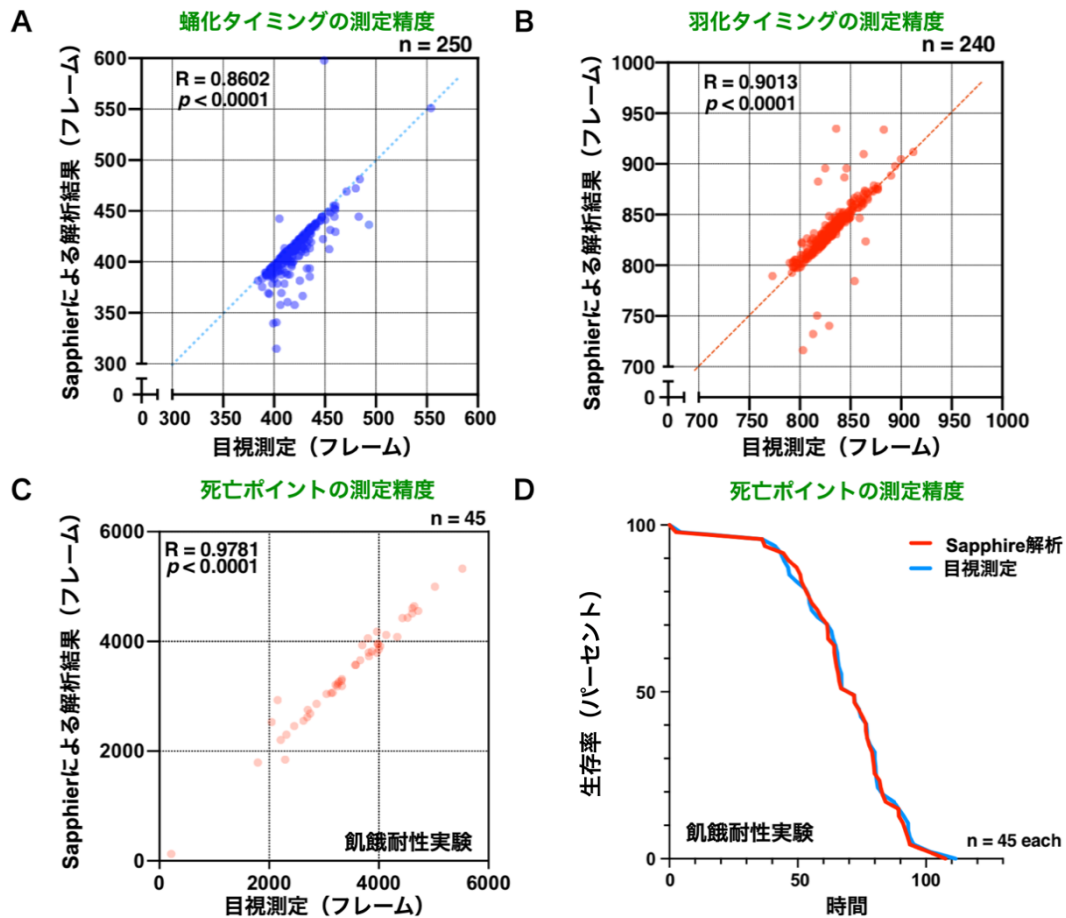 A
蛹化タイミングの測定精度
n = 250
R = 0.8602
p < 0.0001
Sapphierによる解析結果（フレーム）
600
550
500
450
400
350
300
0
0
300
350
400
450
500
550
600
目視測定（フレーム）
B
羽化タイミングの測定精度
n = 240
R = 0.9013
p < 0.0001
Sapphierによる解析結果（フレーム）
1000
950
900
850
800
750
700
0
0
700
750
800
850
900
950
1000
目視測定（フレーム）
C
死亡ポイントの測定精度
n = 45
R = 0.9781
p < 0.0001
Sapphierによる解析結果（フレーム）
6000
4000
2000
0
飢餓耐性実験
0
2000
4000
6000
目視測定（フレーム）
D
死亡ポイントの測定精度
Sapphire解析
目視測定
生存率（パーセント）
100
50
0
飢餓耐性実験
n = 45 each
0
50
100
時間